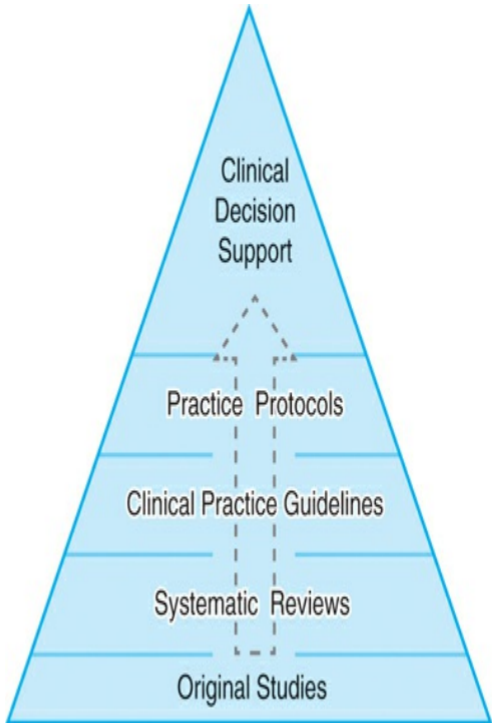 Clinical
Decision
Support
Practice Protocols
Clinical Practice Guidelines
Systematic Reviews
Original Studies